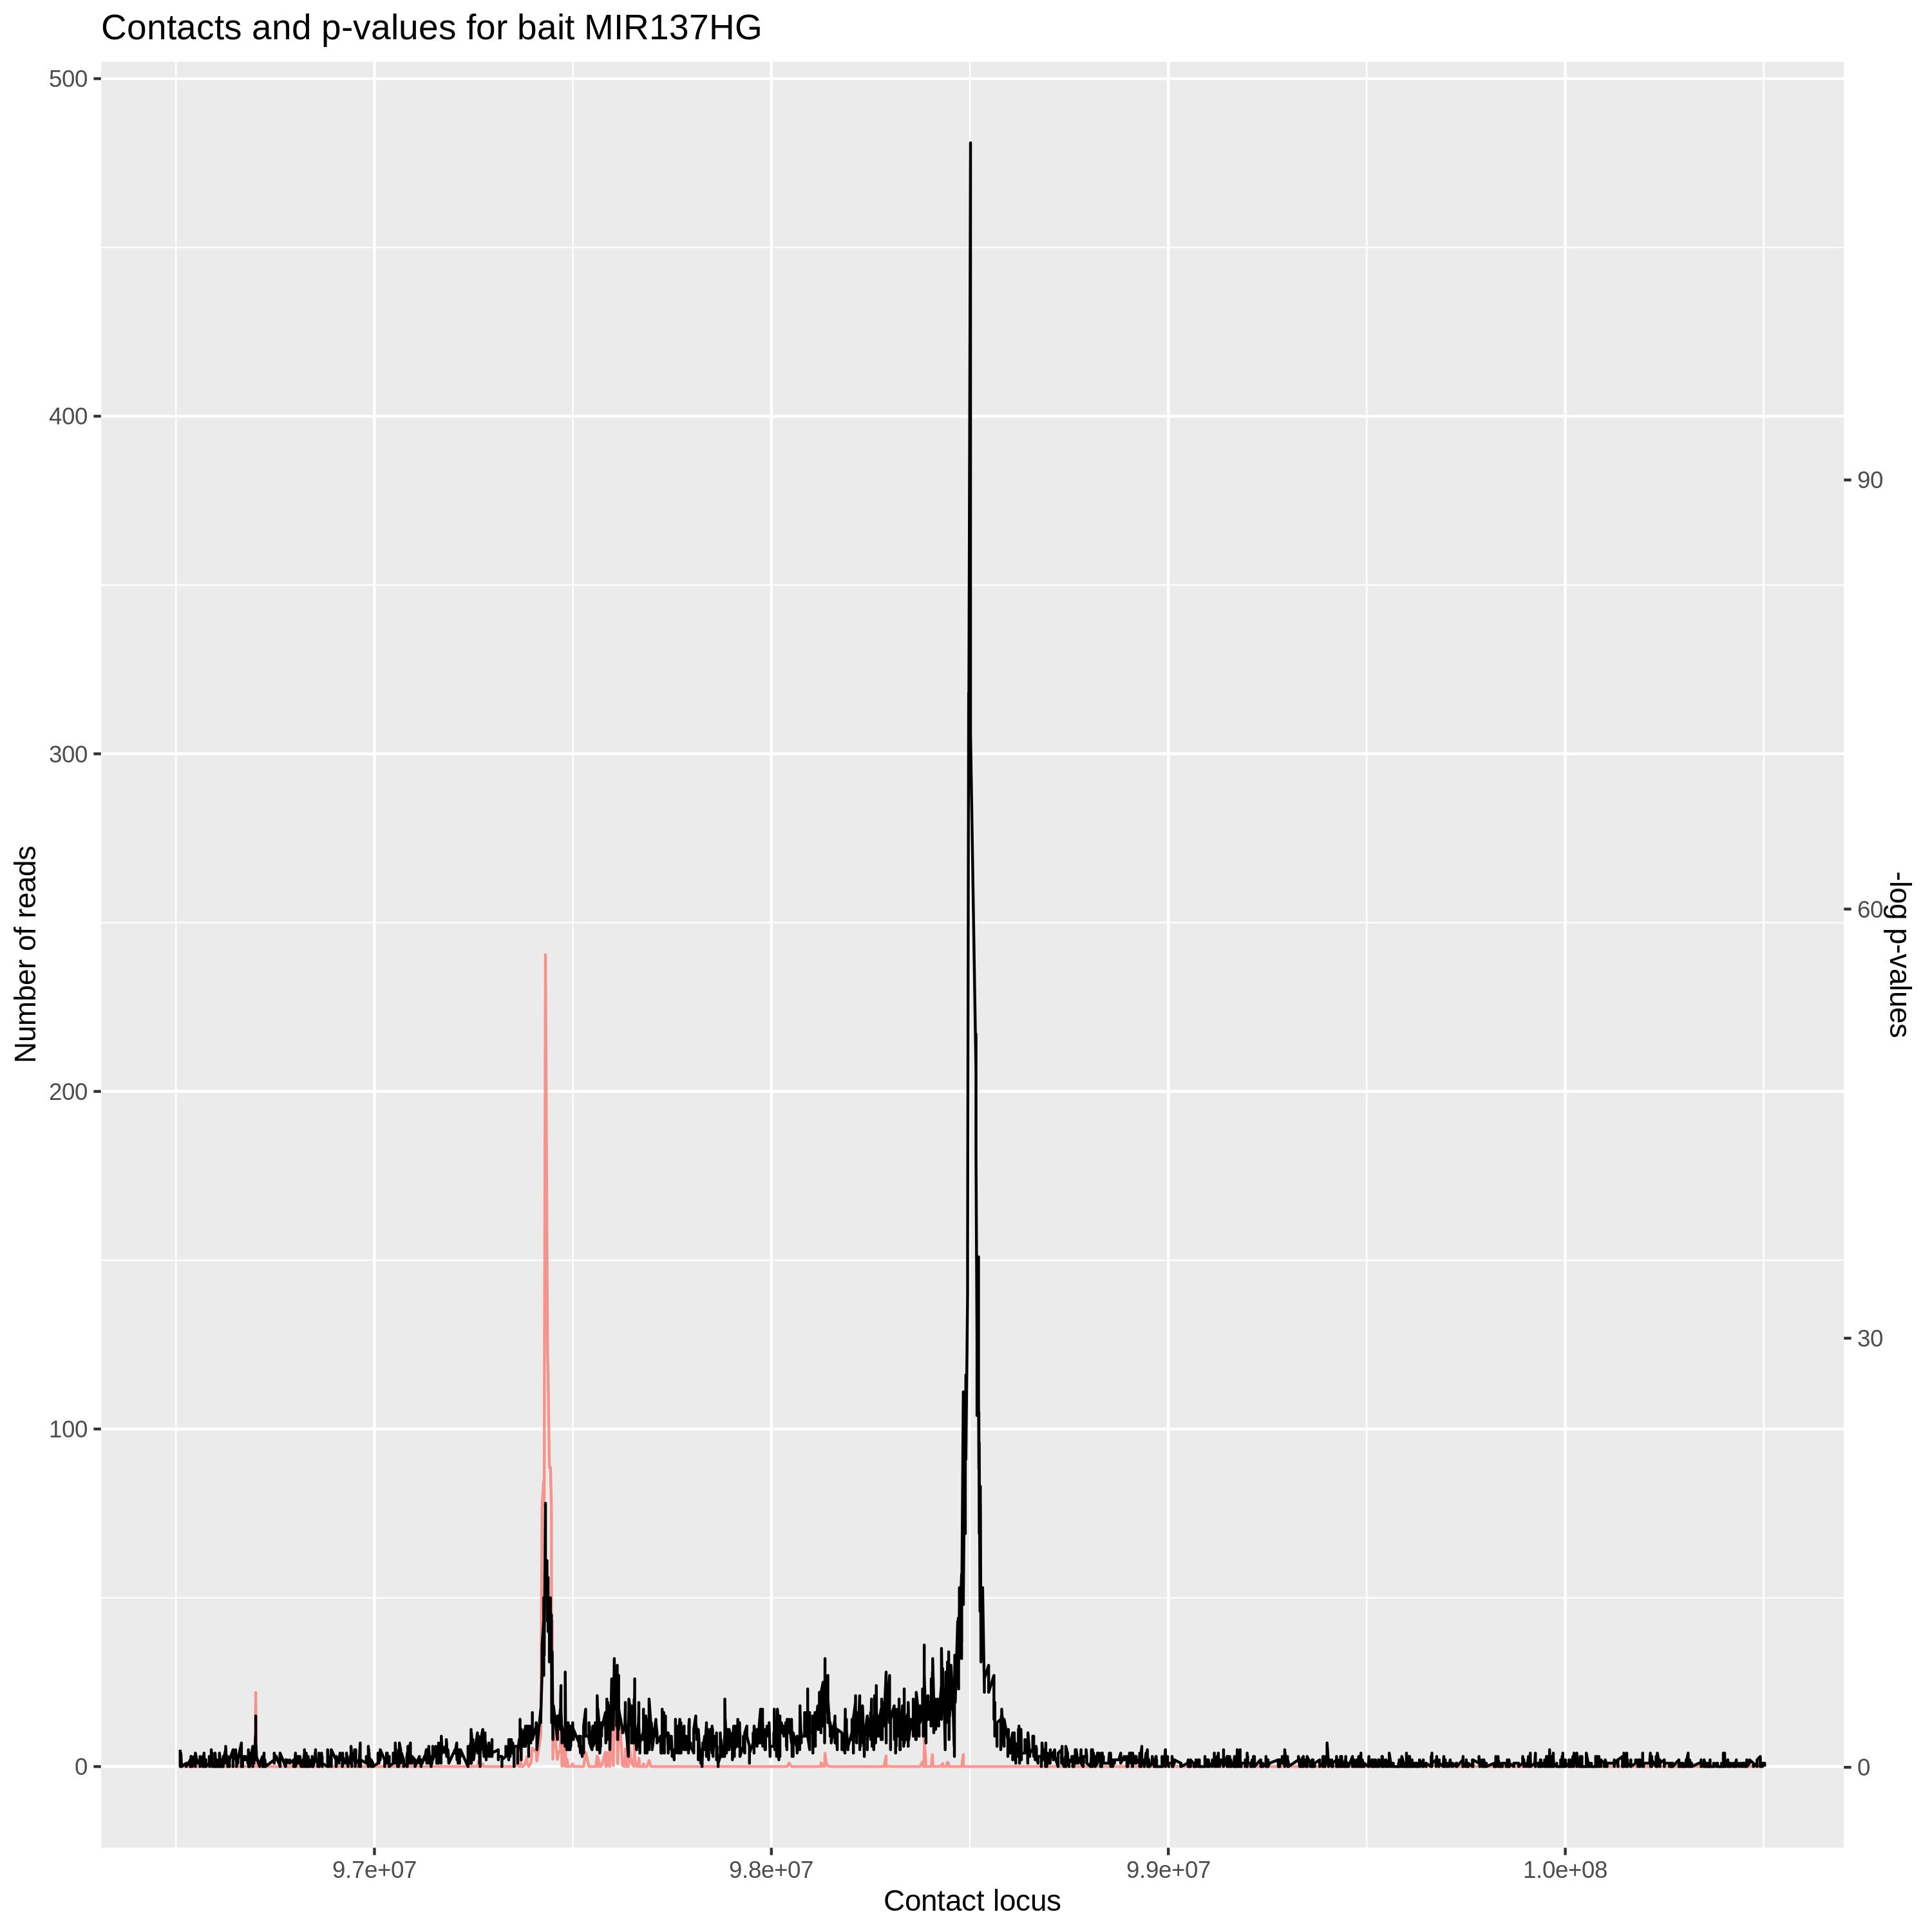 Contacts and p-values for bait MIR137HG
500
400
300
200
100
0
Number of reads
90
60
30
0
-log p-values
9.7e+07
9.8e+07
9.9e+07
1.0e+08
Contact locus